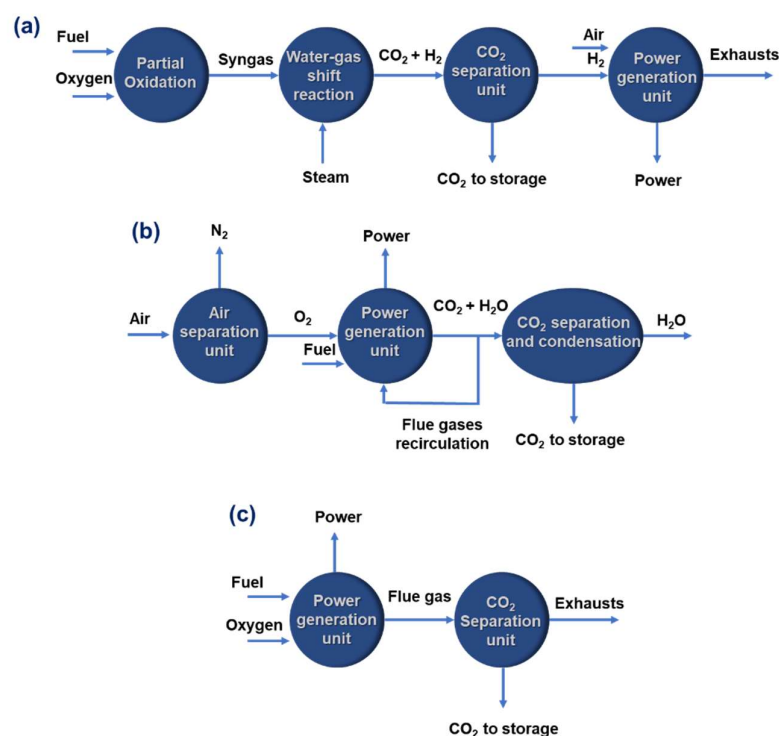 (a)
Fuel
Oxygen
Partial
Oxidation
Syngas
Water-gas
shift
reaction
Steam
CO₂ + H₂
CO₂
separation
unit
CO₂ to storage
Air
H₂
Power
generation
unit
Exhausts
Power
(b)
N₂
Air
Air
separation
unit
O₂
Fuel
Power
Power
generation
unit
CO₂ + H₂O
Flue gases
recirculation
CO₂ separation
and condensation
H₂O
CO₂ to storage
(c)
Power
Fuel
Oxygen
Power
generation
unit
Flue gas
CO₂
Separation
unit
Exhausts
CO₂ to storage